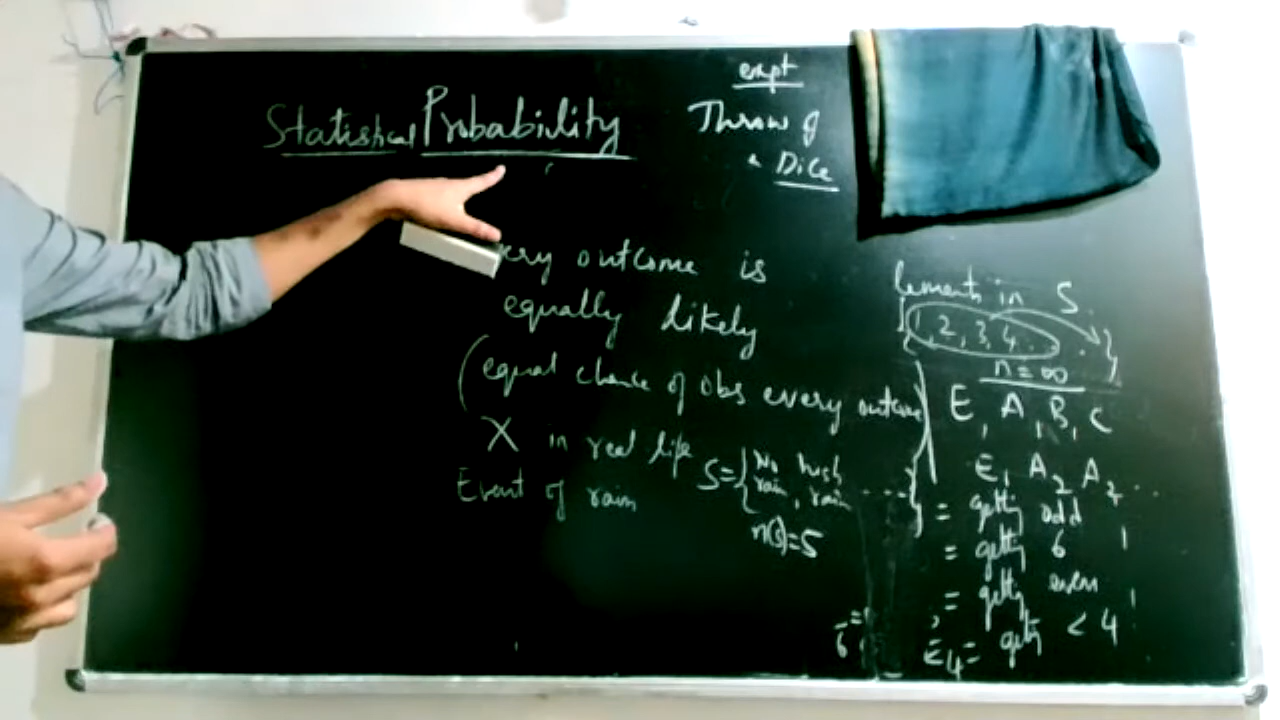 Statistical Probability
ery outcome is
equally likely
(equal chance of obs every outcome)
X in real life
Event of rain
S={No rain, high rain ....}
n(s)=5
expt
Throw of
a Dice
lements in S
{1,2,3,4.. . .}
n=∞
E, A, B, C
E, A2 A2..
= getting odd
= getting 6
= getting even
E4= getting < 4